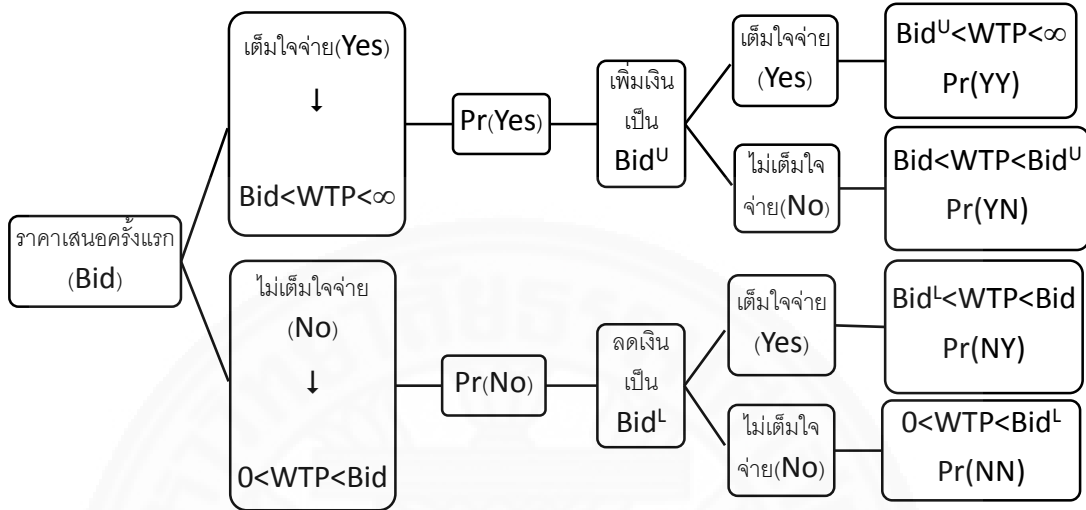 ราคาเสนอครั้งแรก
(Bid)
เต็มใจจ่าย(Yes)
↓
Bid<WTP<∞
Pr(Yes)
เพิ่มเงิน
เป็น
Bidᵁ
เต็มใจจ่าย
(Yes)
Bidᵁ<WTP<∞
Pr(YY)
ไม่เต็มใจ
จ่าย(No)
Bid<WTP<Bidᵁ
Pr(YN)
ไม่เต็มใจจ่าย
(No)
↓
0<WTP<Bid
Pr(No)
ลดเงิน
เป็น
Bidᴸ
เต็มใจจ่าย
(Yes)
Bidᴸ<WTP<Bid
Pr(NY)
ไม่เต็มใจ
จ่าย(No)
0<WTP<Bidᴸ
Pr(NN)